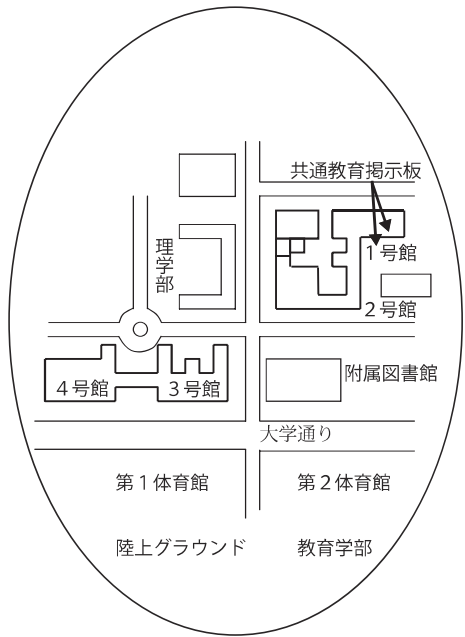 共通教育掲示板
理学部
1号館
2号館
附属図書館
4号館
3号館
大学通り
第1体育館
第2体育館
陸上グラウンド
教育学部